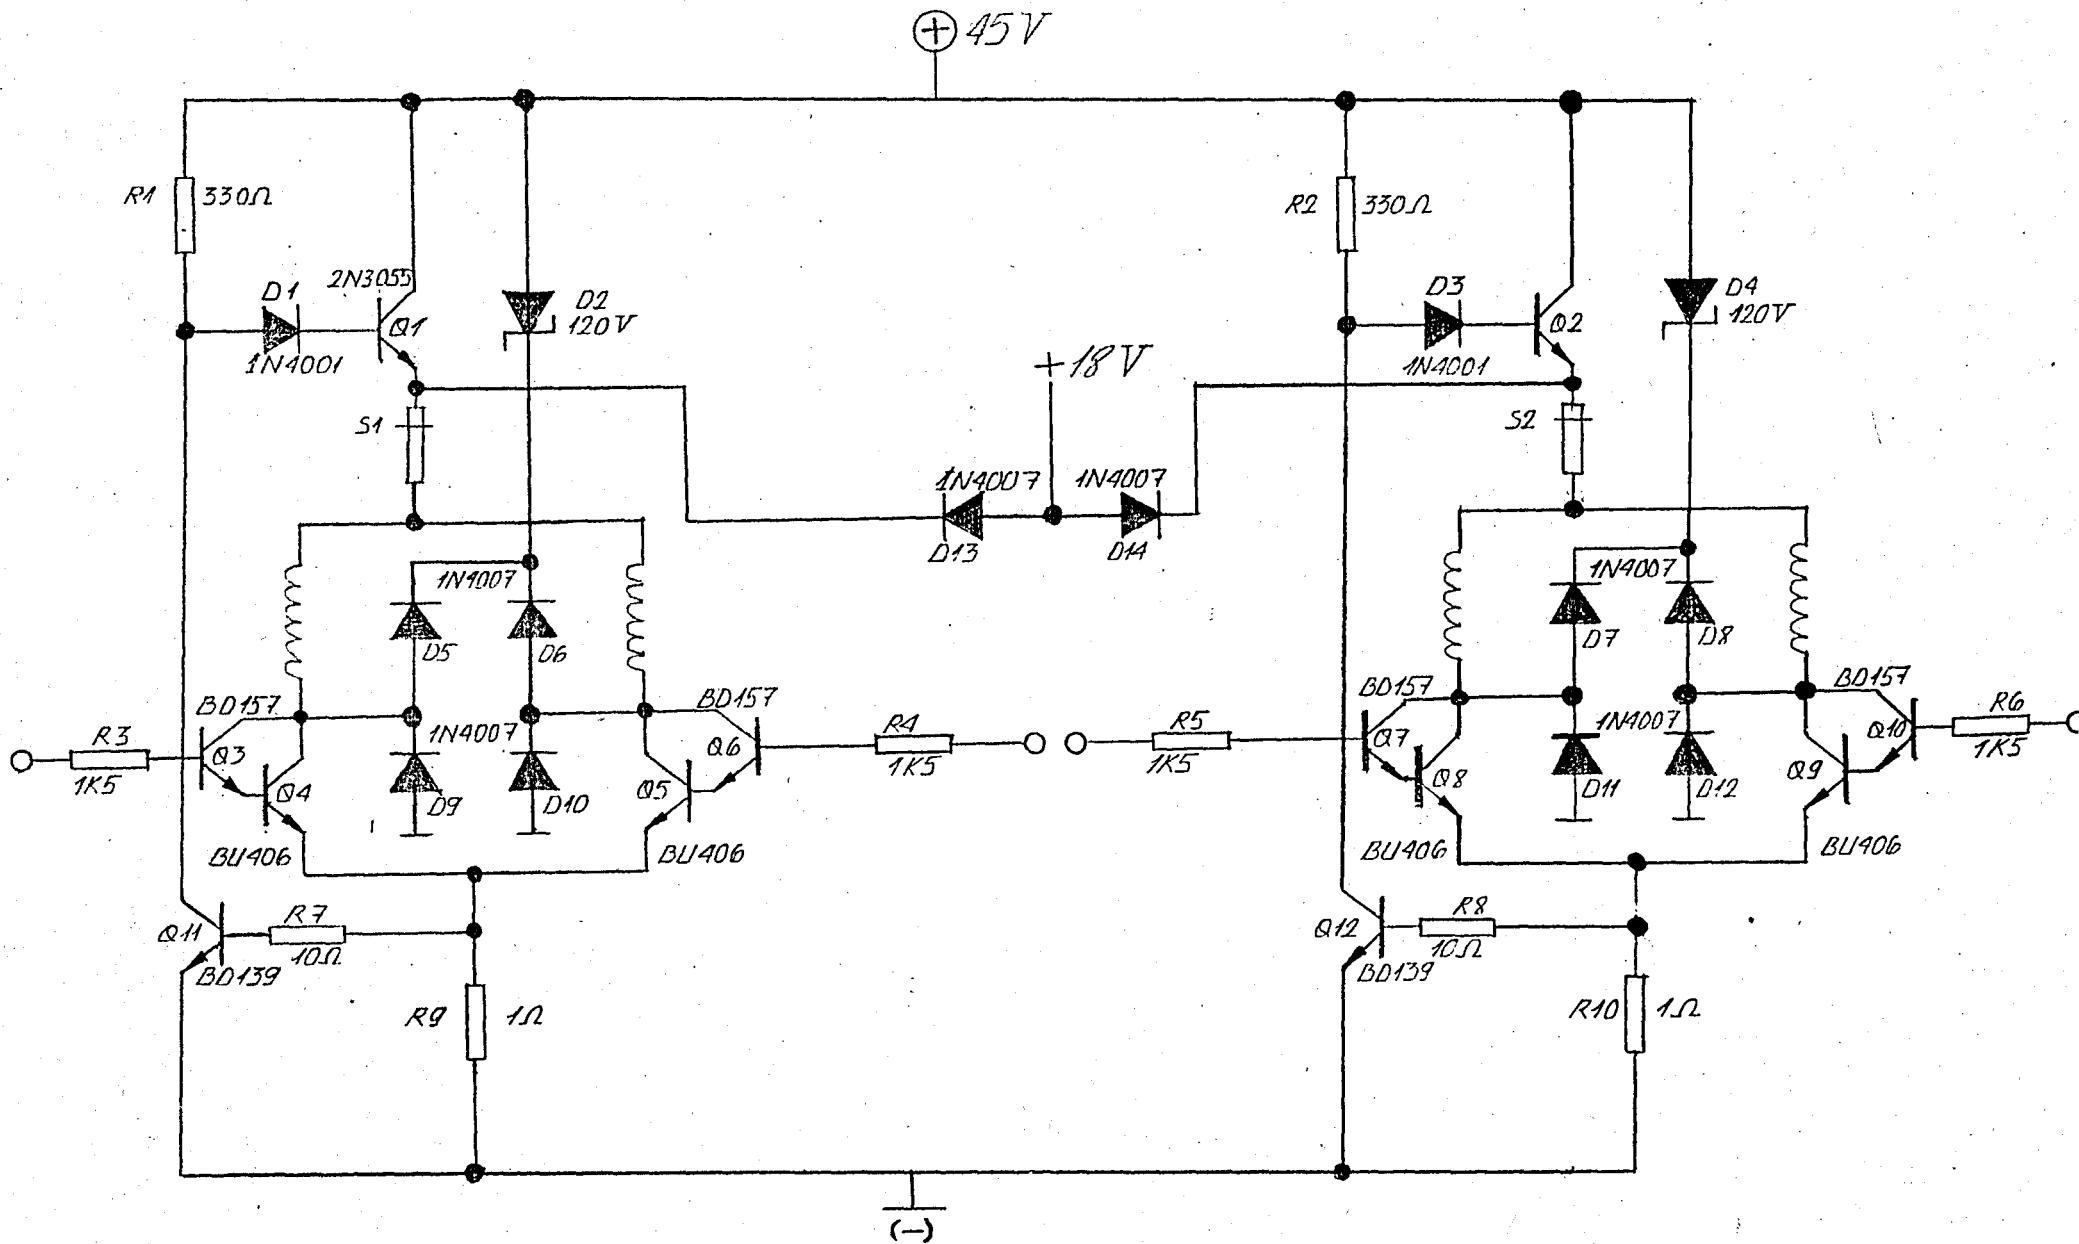 + 45V
R1 330Ω
R2 330Ω
2N3055
D1
Q1
1N4001
D2
120V
D3
Q2
1N4001
D4
120V
+18V
S1
S2
1N4007
1N4007
D13
D14
1N4007
D5
D6
1N4007
D7
D8
BD157
BD157
BD157
BD157
R3
1K5
Q3
Q4
1N4007
D9
D10
Q6
Q5
R4
1K5
R5
1K5
Q7
Q8
1N4007
D11
D12
Q10
Q9
R6
1K5
BU406
BU406
BU406
BU406
Q11
R7
10Ω
BD139
Q12
R8
10Ω
BD139
R9 1Ω
R10 1Ω
(-)